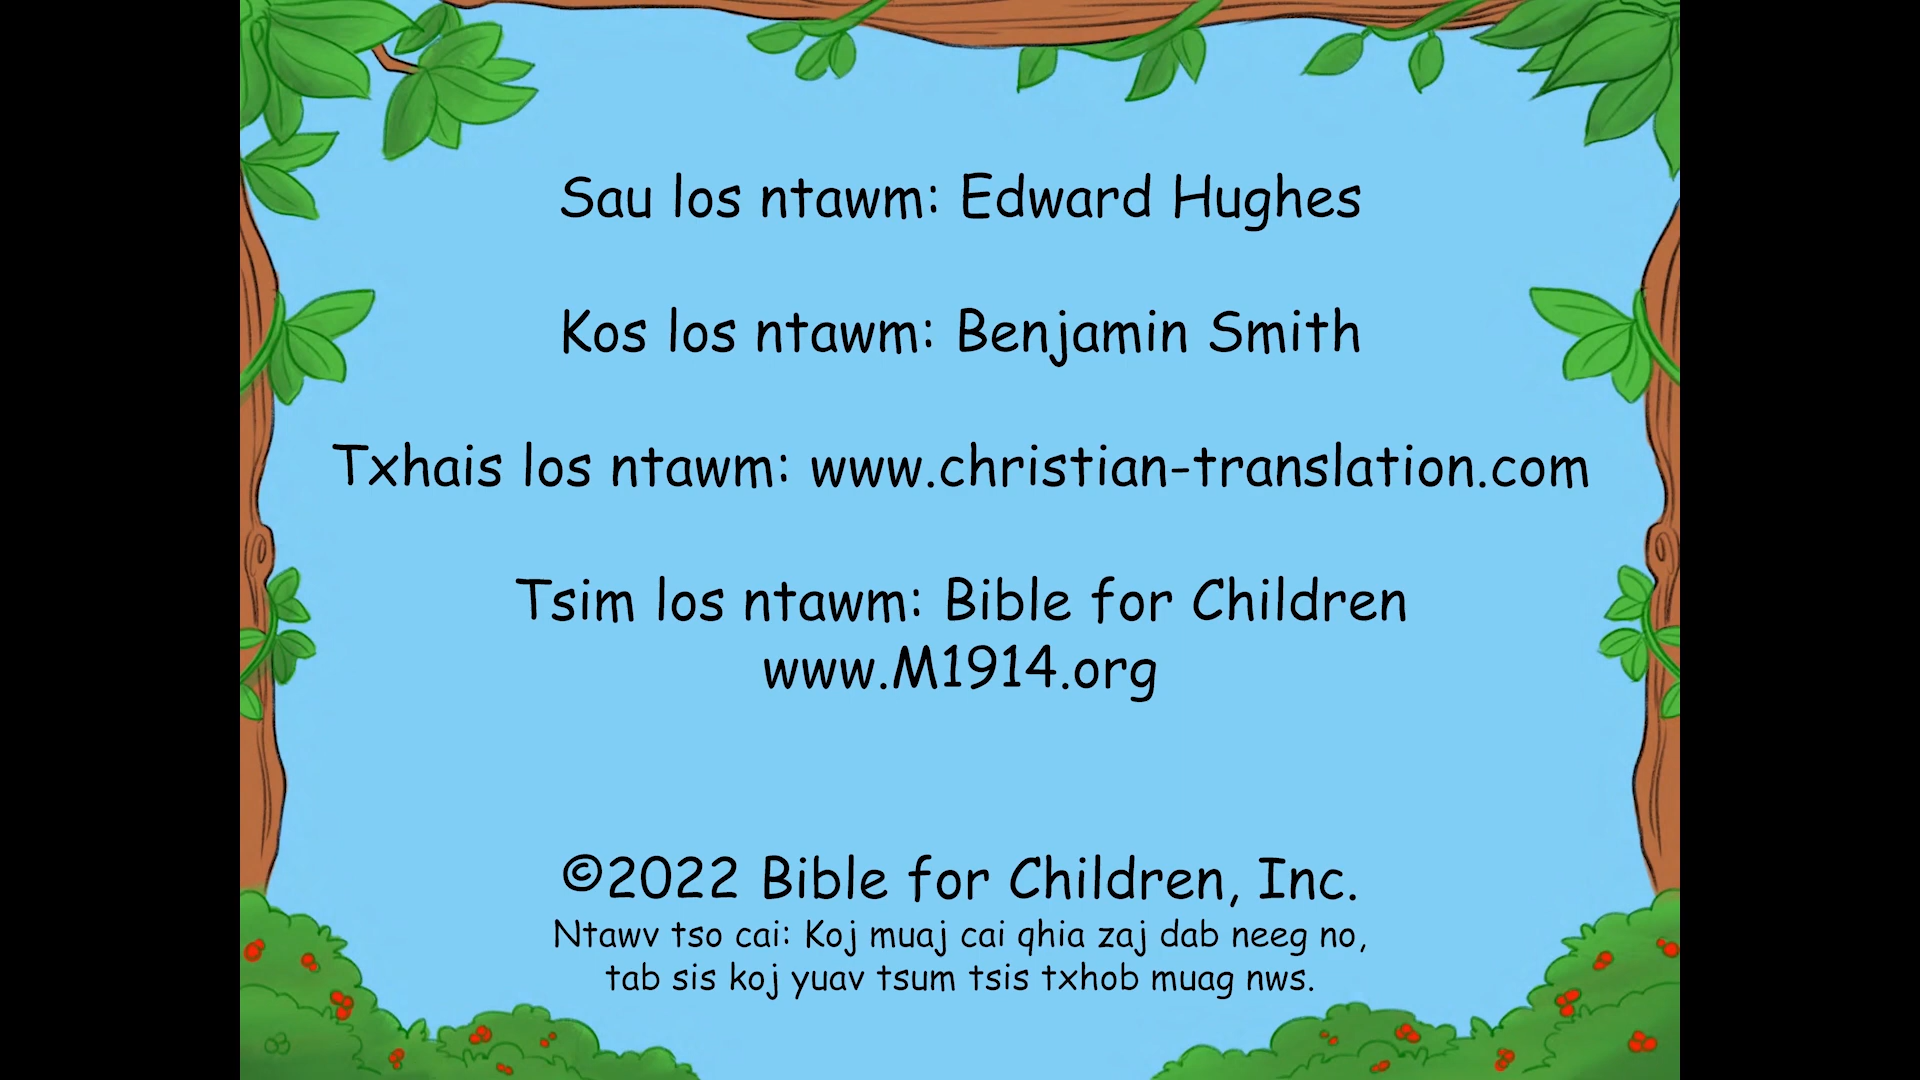 Sau los ntawm: Edward Hughes
Kos los ntawm: Benjamin Smith
Txhais los ntawm: www.christian-translation.com
Tsim los ntawm: Bible for Children
www.M1914.org
©2022 Bible for Children, Inc.
Ntawv tso cai: Koj muaj cai qhia zaj dab neeg no,
tab sis koj yuav tsum tsis txhob muag nws.